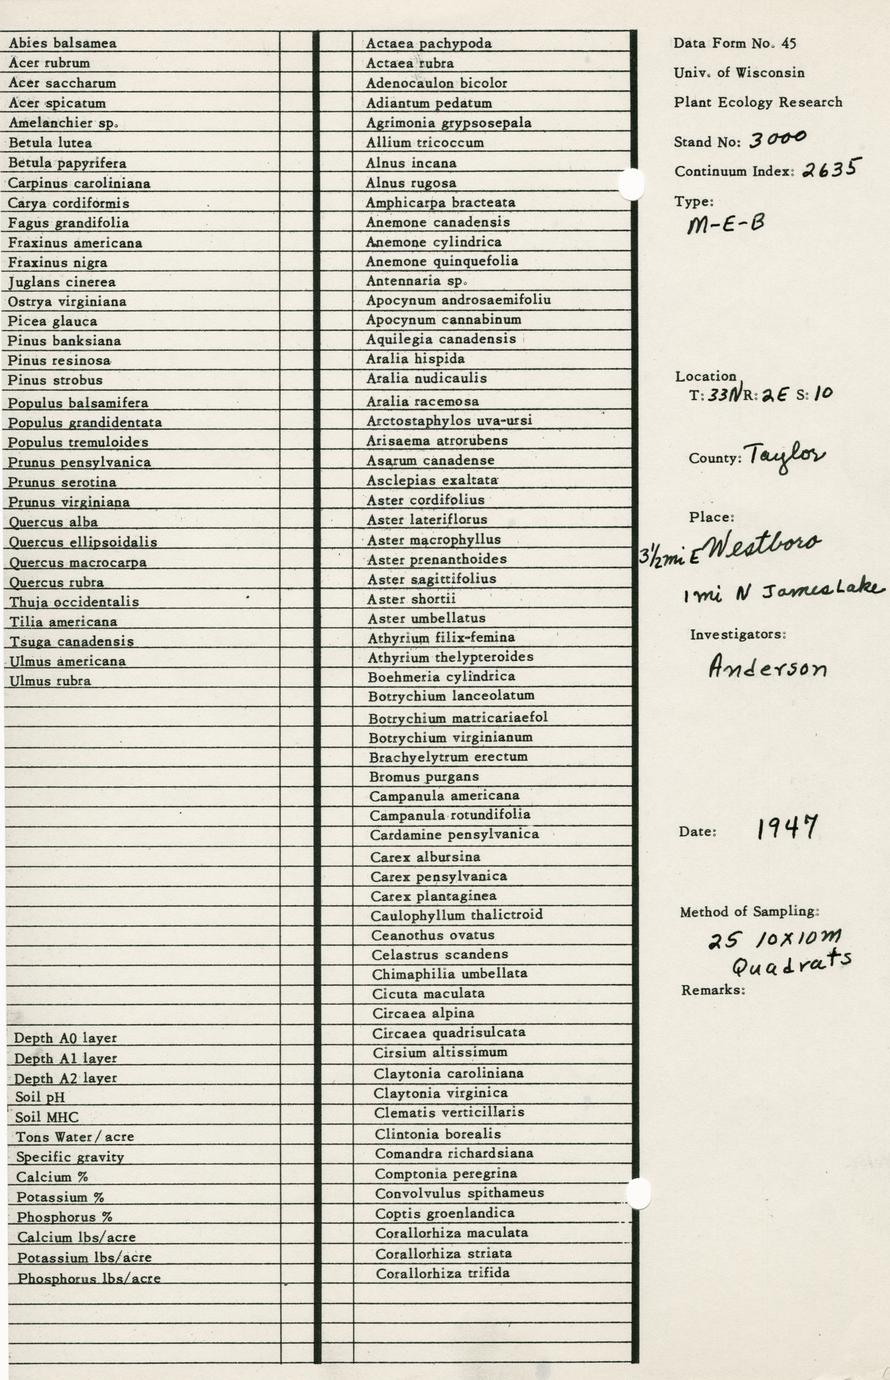 Abies balsamea
Acer rubrum
Acer saccharum
Acer spicatum
Amelanchier sp.
Betula lutea
Betula papyrifera
Carpinus caroliniana
Carya cordiformis
Fagus grandifolia
Fraxinus americana
Fraxinus nigra
Juglans cinerea
Ostrya virginiana
Picea glauca
Pinus banksiana
Pinus resinosa
Pinus strobus
Populus balsamifera
Populus grandidentata
Populus tremuloides
Prunus pensylvanica
Prunus serotina
Prunus virginiana
Quercus alba
Quercus ellipsoidalis
Quercus macrocarpa
Quercus rubra
Thuja occidentalis
Tilia americana
Tsuga canadensis
Ulmus americana
Ulmus rubra
Depth A0 layer
Depth A1 layer
Depth A2 layer
Soil pH
Soil MHC
Tons Water/acre
Specific gravity
Calcium %
Potassium %
Phosphorus %
Calcium lbs/acre
Potassium lbs/acre
Phosphorus lbs/acre
Actaea pachypoda
Actaea rubra
Adenocaulon bicolor
Adiantum pedatum
Agrimonia grypsosepala
Allium tricoccum
Alnus incana
Alnus rugosa
Amphicarpa bracteata
Anemone canadensis
Anemone cylindrica
Anemone quinquefolia
Antennaria sp.
Apocynum androsaemifoliu
Apocynum cannabinum
Aquilegia canadensis
Aralia hispida
Aralia nudicaulis
Aralia racemosa
Arctostaphylos uva-ursi
Arisaema atrorubens
Asarum canadense
Asclepias exaltata
Aster cordifolius
Aster lateriflorus
Aster macrophyllus
Aster prenanthoides
Aster sagittifolius
Aster shortii
Aster umbellatus
Athyrium filix-femina
Athyrium thelypteroides
Boehmeria cylindrica
Botrychium lanceolatum
Botrychium matricariaefol
Botrychium virginianum
Brachyelytrum erectum
Bromus purgans
Campanula americana
Campanula rotundifolia
Cardamine pensylvanica
Carex albursina
Carex pensylvanica
Carex plantaginea
Caulophyllum thalictroid
Ceanothus ovatus
Celastrus scandens
Chimaphilia umbellata
Cicuta maculata
Circaea alpina
Circaea quadrisulcata
Cirsium altissimum
Claytonia caroliniana
Claytonia virginica
Clematis verticillaris
Clintonia borealis
Comandra richardsiana
Comptonia peregrina
Convolvulus spithameus
Coptis groenlandica
Corallorhiza maculata
Corallorhiza striata
Corallorhiza trifida
Data Form No. 45
Univ. of Wisconsin
Plant Ecology Research
Stand No: 3000
Continuum Index: 2635
Type:
M-E-B
Location
T: 33N R: 2E S: 10
County: Taylor
Place:
3½ mi E Westboro
1 mi N James Lake
Investigators:
Anderson
Date: 1947
Method of Sampling:
25 10x10M
Quadrats
Remarks: